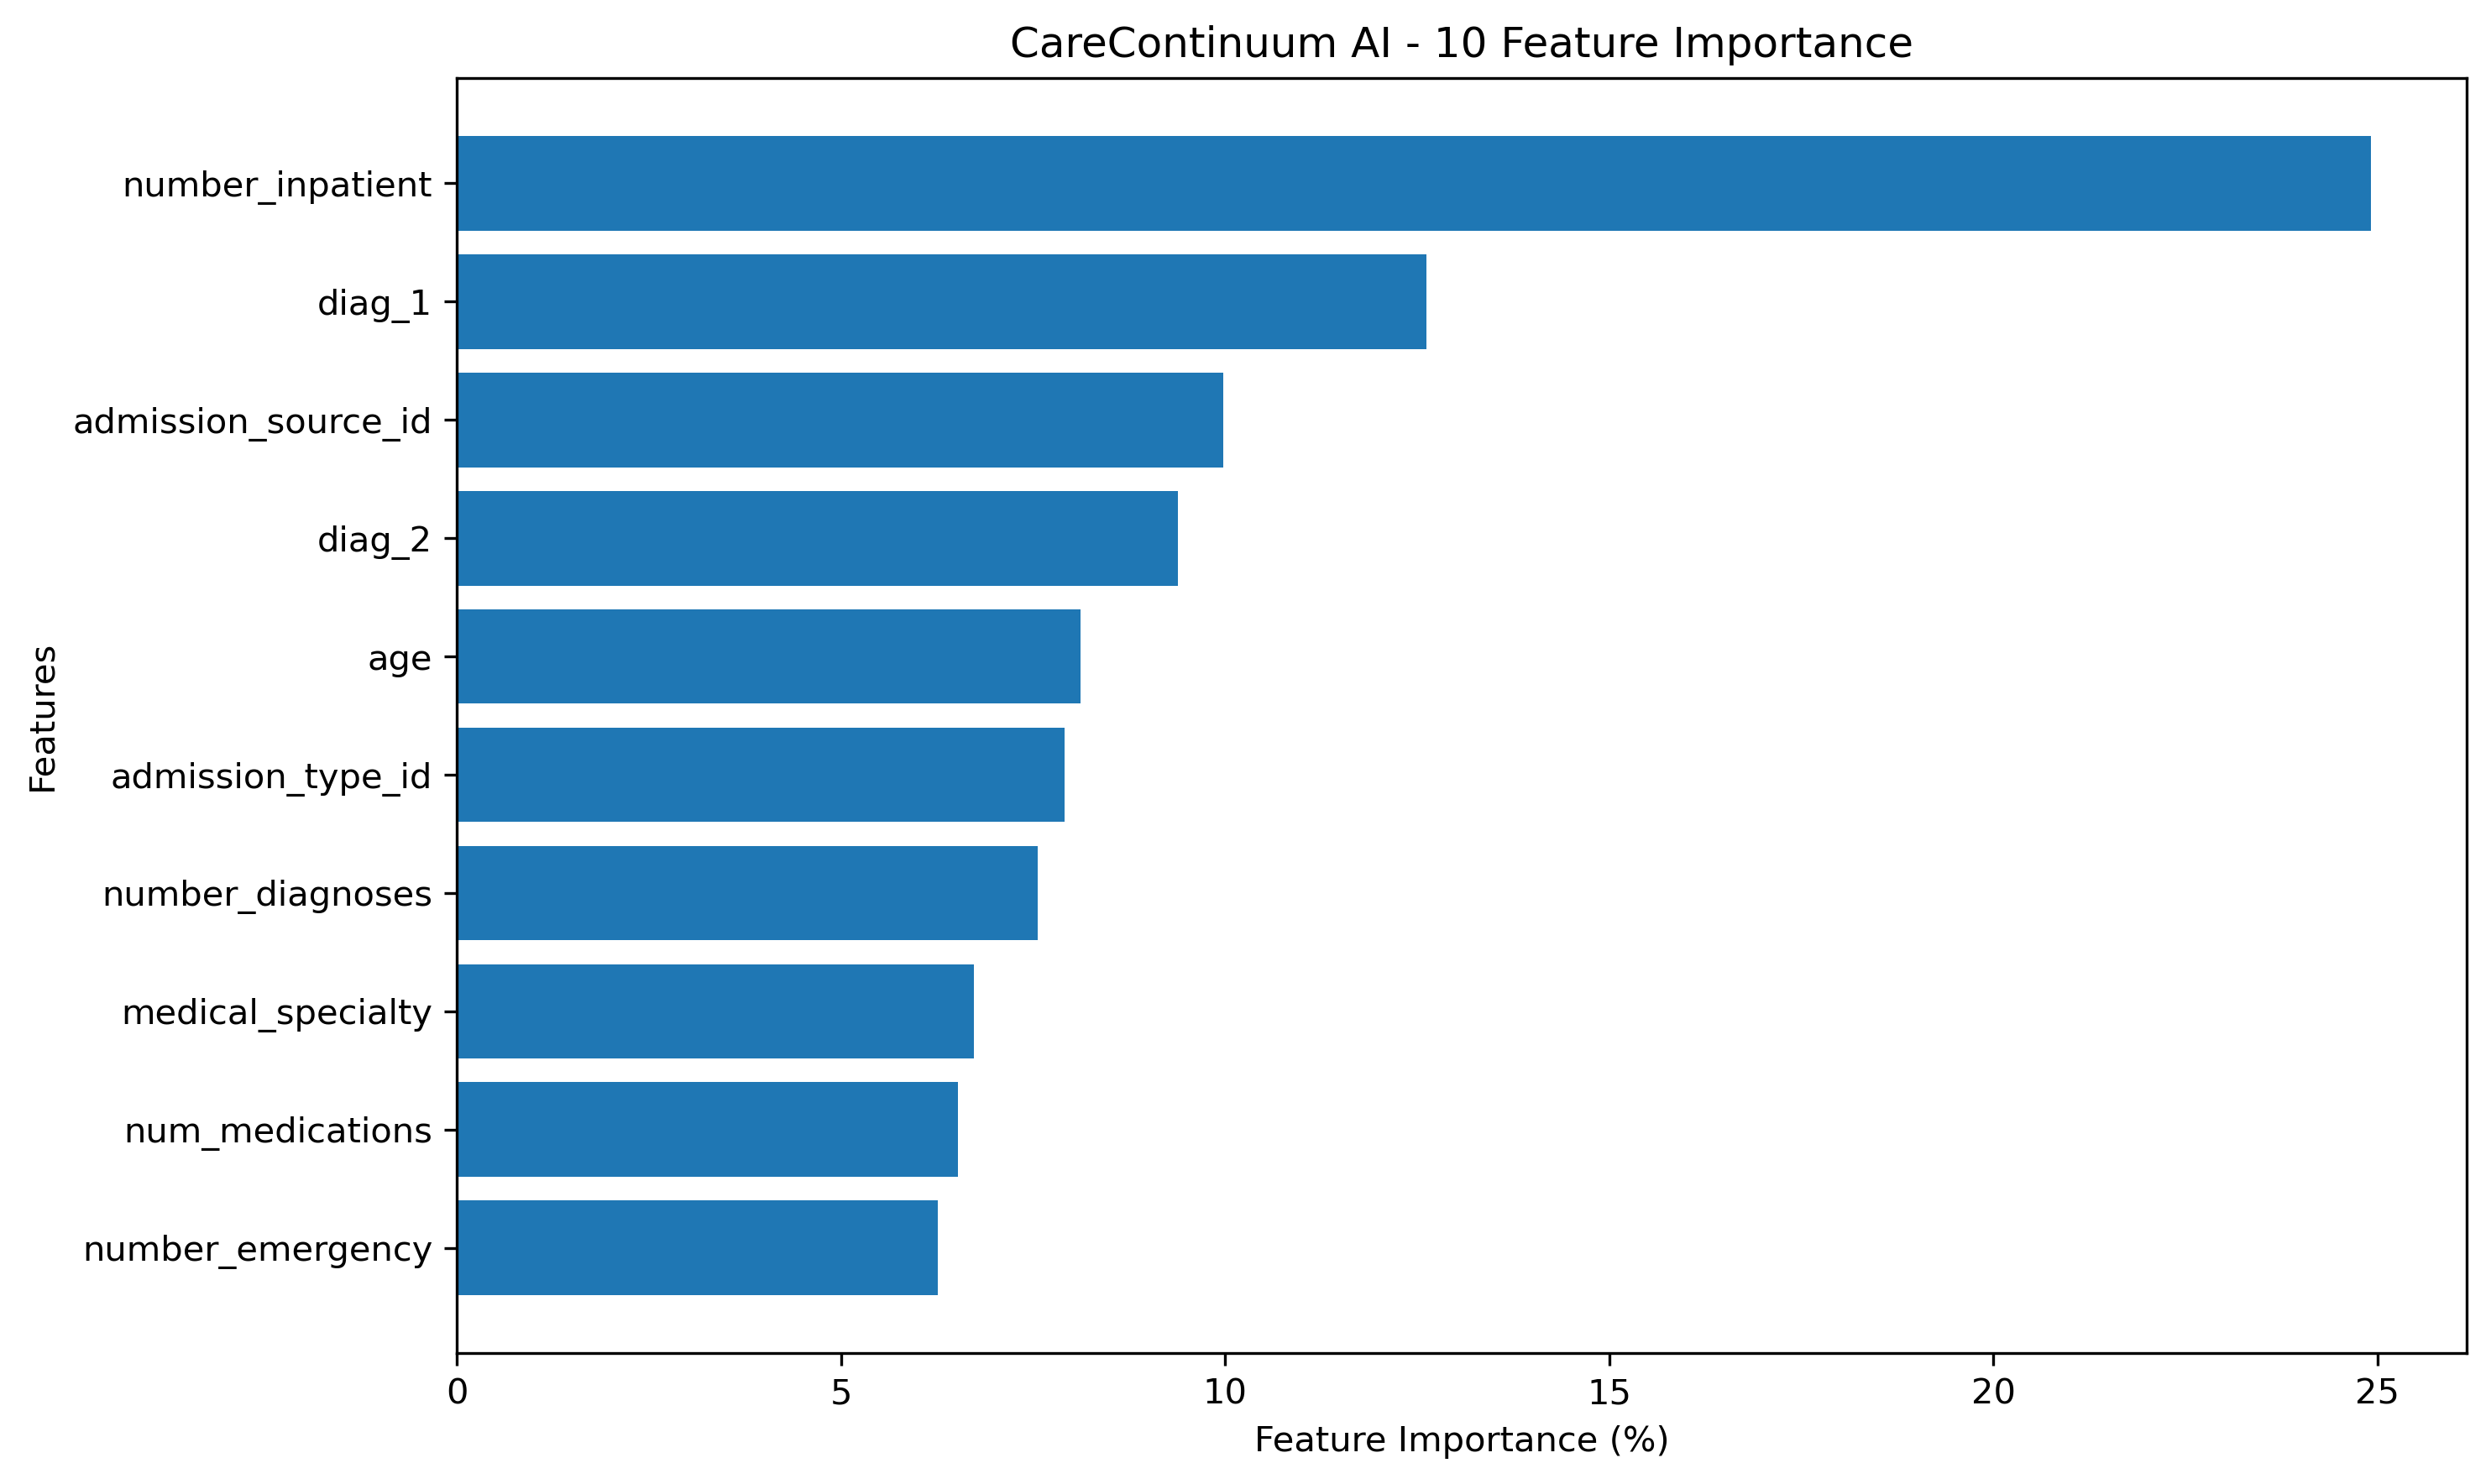 CareContinuum AI - 10 Feature Importance
number_inpatient
diag_1
admission_source_id
diag_2
age
admission_type_id
number_diagnoses
medical_specialty
num_medications
number_emergency
Features
0 5 10 15 20 25
Feature Importance (%)